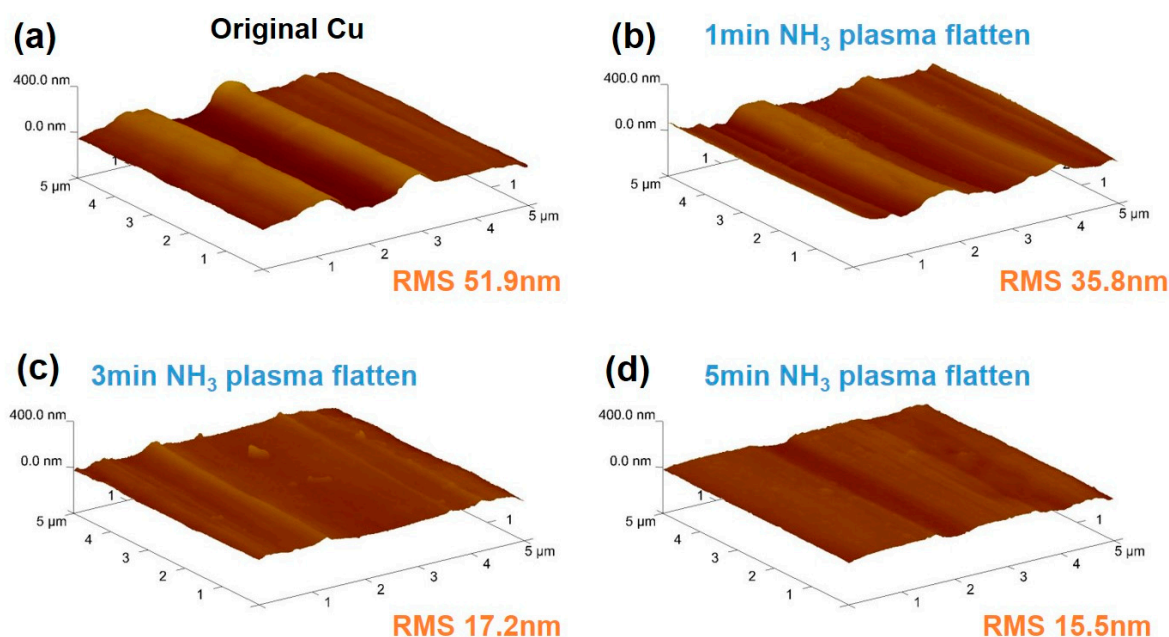 (a)
Original Cu
400.0 nm
0.0 nm
1
5 µm
4
3
2
1
1
2
3
4
5 µm
1
RMS 51.9nm
(b)
1min NH₃ plasma flatten
400.0 nm
0.0 nm
1
5 µm
4
3
2
1
1
2
3
4
5 µm
1
2
RMS 35.8nm
(c)
3min NH₃ plasma flatten
400.0 nm
0.0 nm
1
5 µm
4
3
2
1
1
2
3
4
5 µm
1
RMS 17.2nm
(d)
5min NH₃ plasma flatten
400.0 nm
0.0 nm
1
5 µm
4
3
2
1
1
2
3
4
5 µm
1
RMS 15.5nm